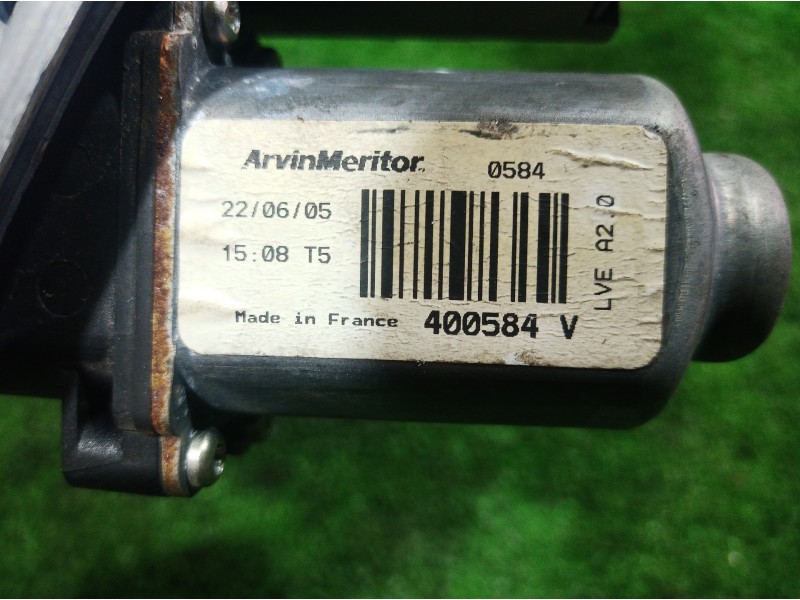 ArvinMeritor 0584
22/06/05
15:08 T5
Made in France 400584 V
LVE A2.0